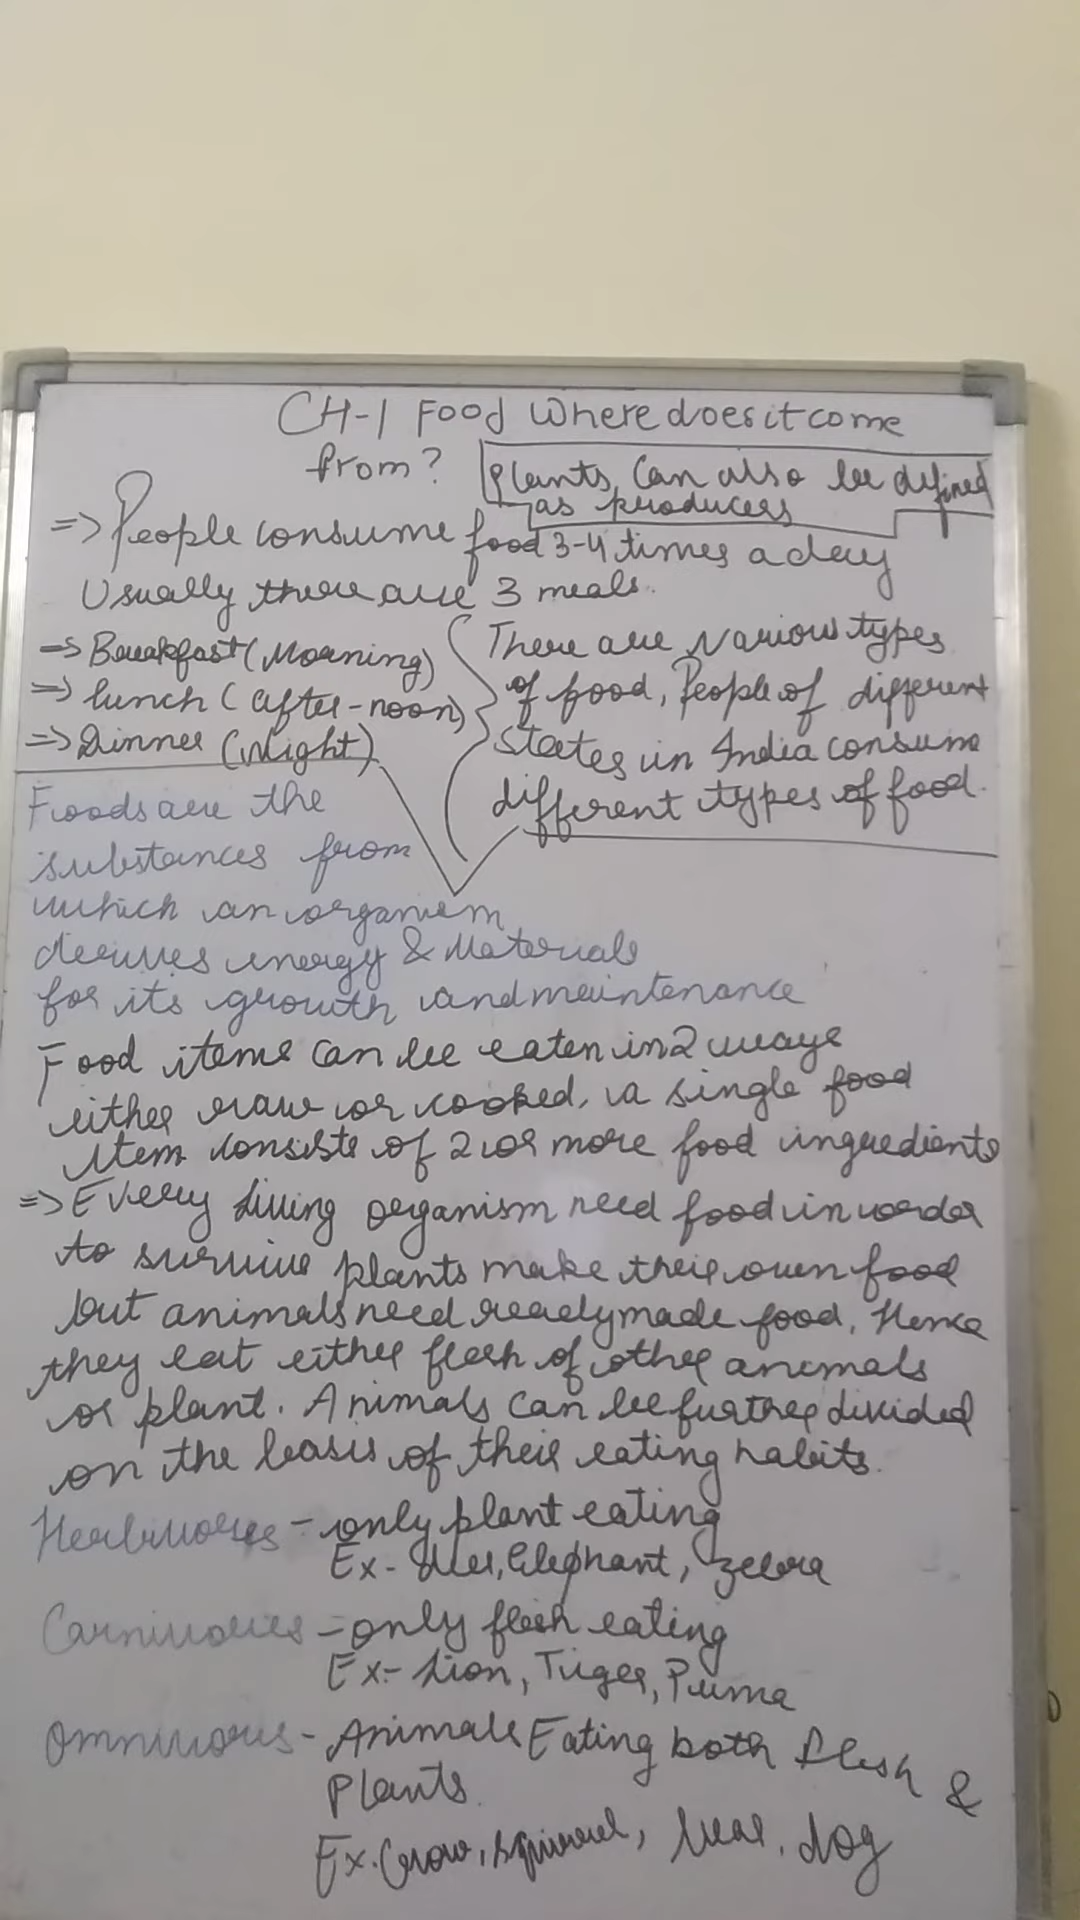 CH-1 Food Where does it come
from?
Plants can also be defined
as producers
=> People consume food 3-4 times a day
Usually there are 3 meals.
=> Breakfast (Morning)
=> lunch (after-noon)
=> Dinner (Night)
There are various types
of food, People of different
states in India consume
different types of food.
Foods are the
substances from
which an organism
derives energy & Materials
for its growth and maintenance
Food items can be eaten in 2 ways
either raw or cooked, a single food
item consists of 2 or more food ingredients
=> Every living organism need food in order
to survive plants make their own food
but animals need readymade food, Hence
they eat either flesh of other animals
or plant. Animals can be further divided
on the basis of their eating habits.
Herbivores - only plant eating
Ex- deer, Elephant, zebra
Carnivores - only flesh eating
Ex- Lion, Tiger, Puma
Omnivores - Animals Eating both flesh &
Plants
Ex. Crow, squirrel, bear, dog